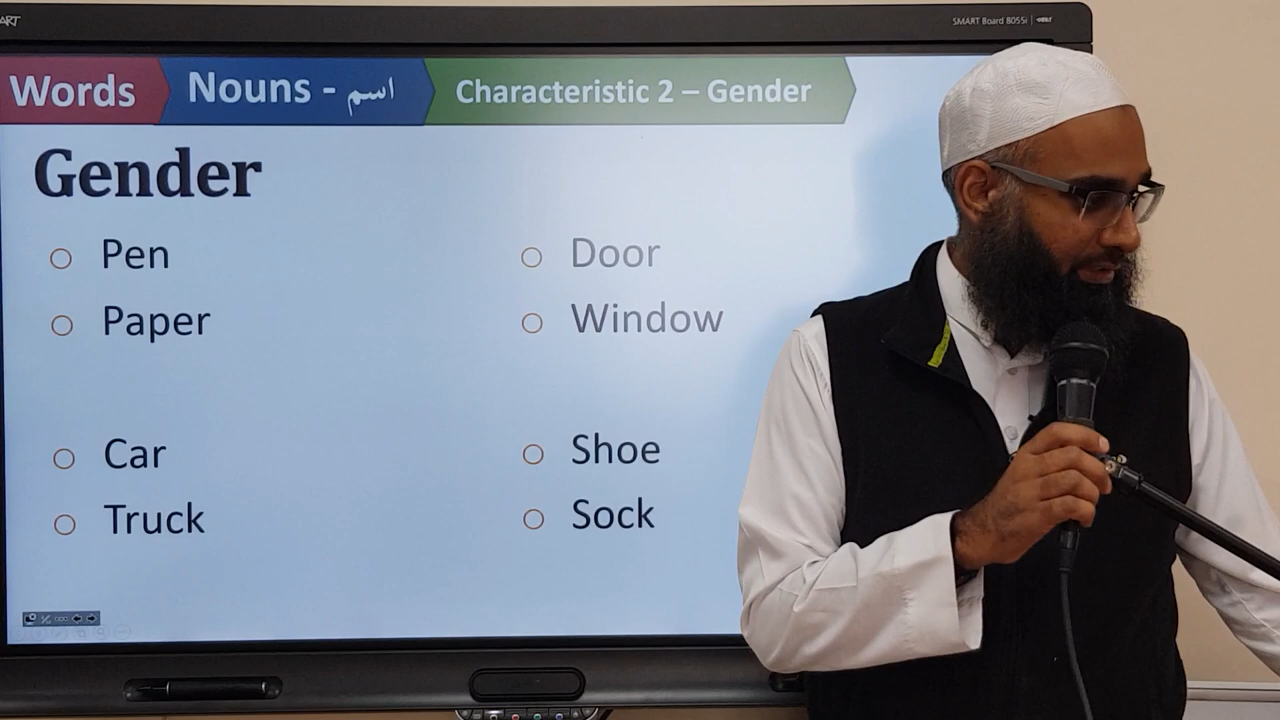 SMART Board 8055i
Words
Nouns - اسم
Characteristic 2 – Gender
Gender
Pen
Paper
Car
Truck
Door
Window
Shoe
Sock